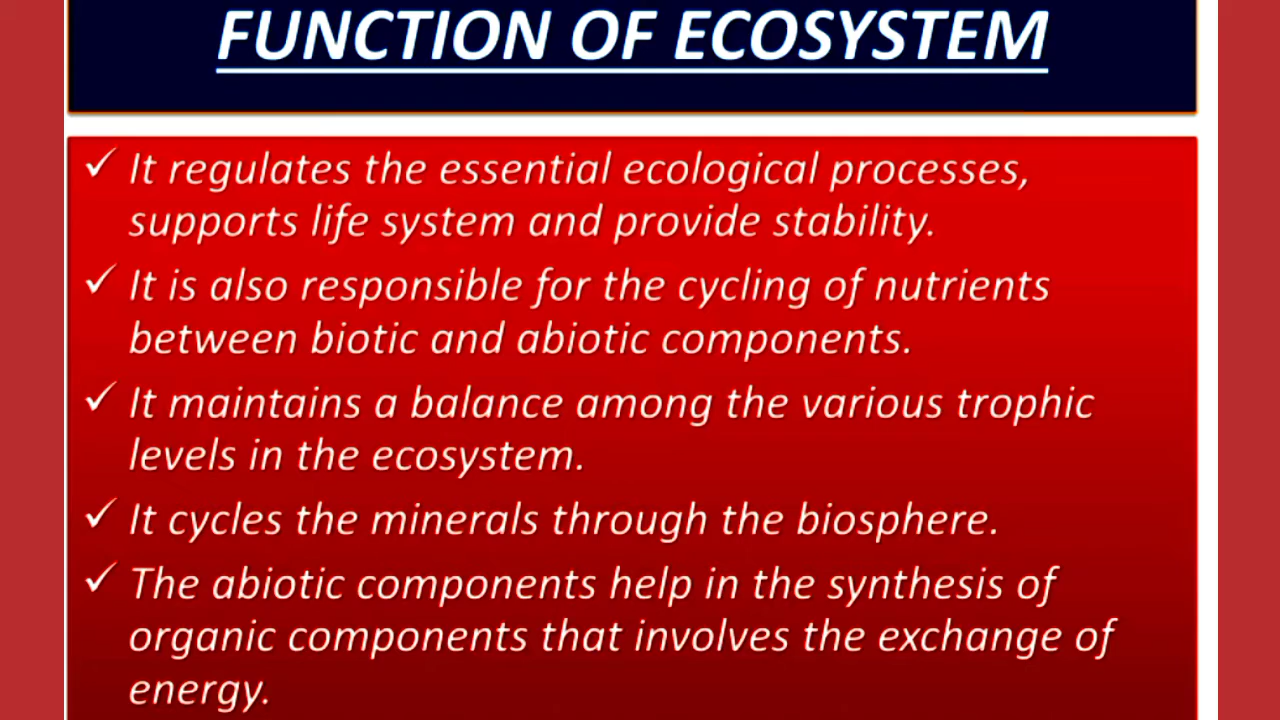 FUNCTION OF ECOSYSTEM
✓ It regulates the essential ecological processes,
supports life system and provide stability.
✓ It is also responsible for the cycling of nutrients
between biotic and abiotic components.
✓ It maintains a balance among the various trophic
levels in the ecosystem.
✓ It cycles the minerals through the biosphere.
✓ The abiotic components help in the synthesis of
organic components that involves the exchange of
energy.